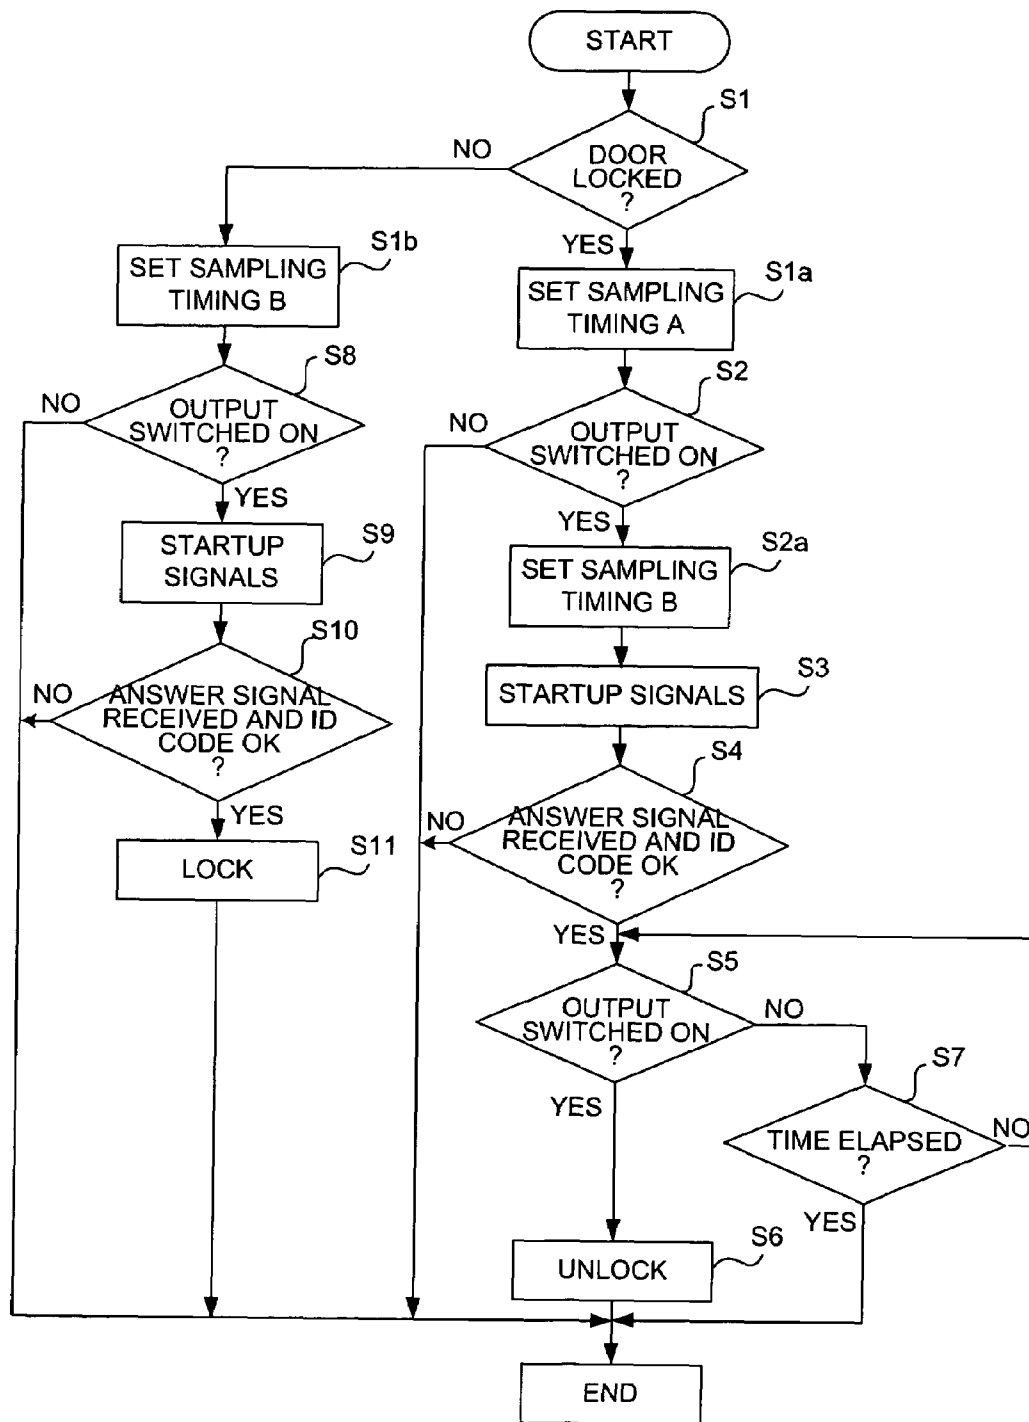 START
S1
NO
DOOR
LOCKED
?
YES
S1b
SET SAMPLING
TIMING B
S1a
SET SAMPLING
TIMING A
S8
NO
OUTPUT
SWITCHED ON
?
YES
S2
NO
OUTPUT
SWITCHED ON
?
YES
S9
STARTUP
SIGNALS
S2a
SET SAMPLING
TIMING B
S10
NO
ANSWER SIGNAL
RECEIVED AND ID
CODE OK
?
YES
S3
STARTUP SIGNALS
S4
NO
ANSWER SIGNAL
RECEIVED AND ID
CODE OK
?
YES
S11
LOCK
S5
OUTPUT
SWITCHED ON
?
NO
YES
S7
TIME ELAPSED
?
NO
YES
S6
UNLOCK
END